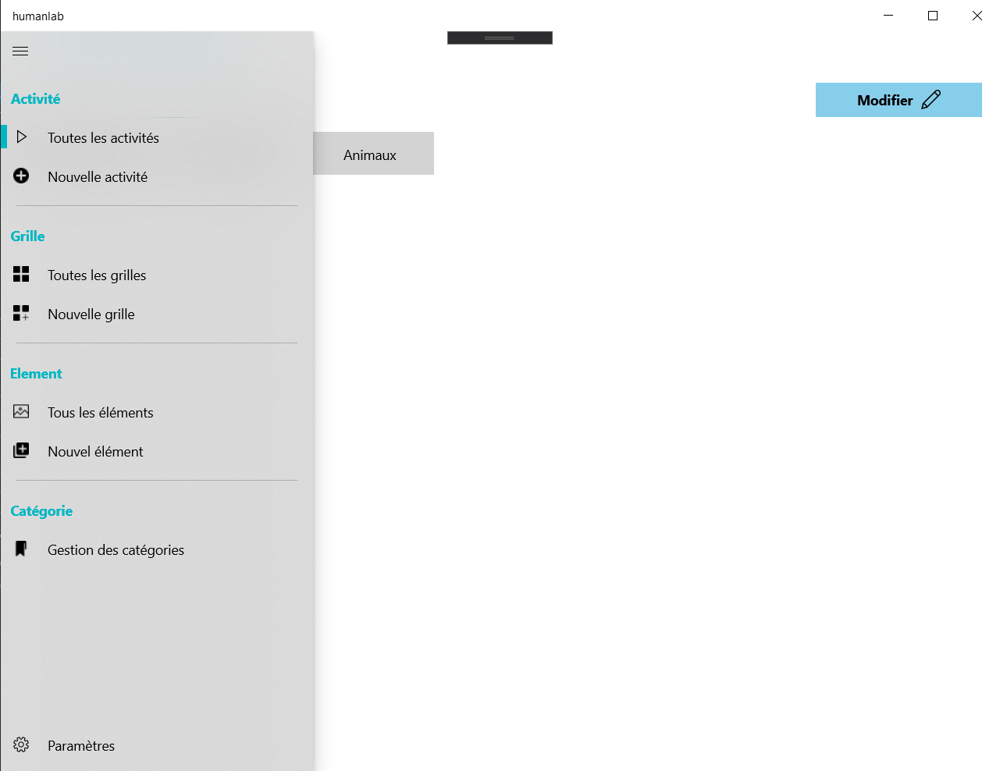 humanlab
Activité
Modifier
Toutes les activités
Animaux
Nouvelle activité
Grille
Toutes les grilles
Nouvelle grille
Element
Tous les éléments
Nouvel élément
Catégorie
Gestion des catégories
Paramètres